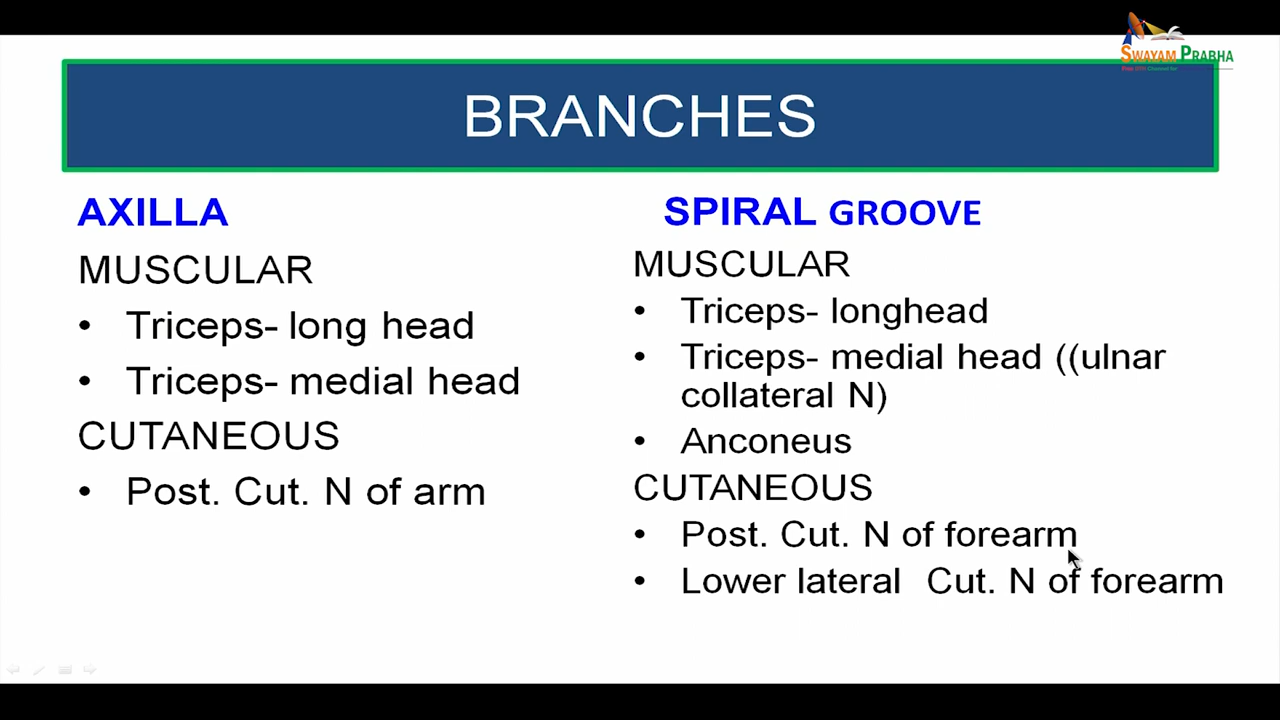 SWAYAM PRABHA
BRANCHES
AXILLA
MUSCULAR
• Triceps- long head
• Triceps- medial head
CUTANEOUS
• Post. Cut. N of arm
SPIRAL GROOVE
MUSCULAR
• Triceps- longhead
• Triceps- medial head ((ulnar
collateral N)
• Anconeus
CUTANEOUS
• Post. Cut. N of forearm
• Lower lateral Cut. N of forearm